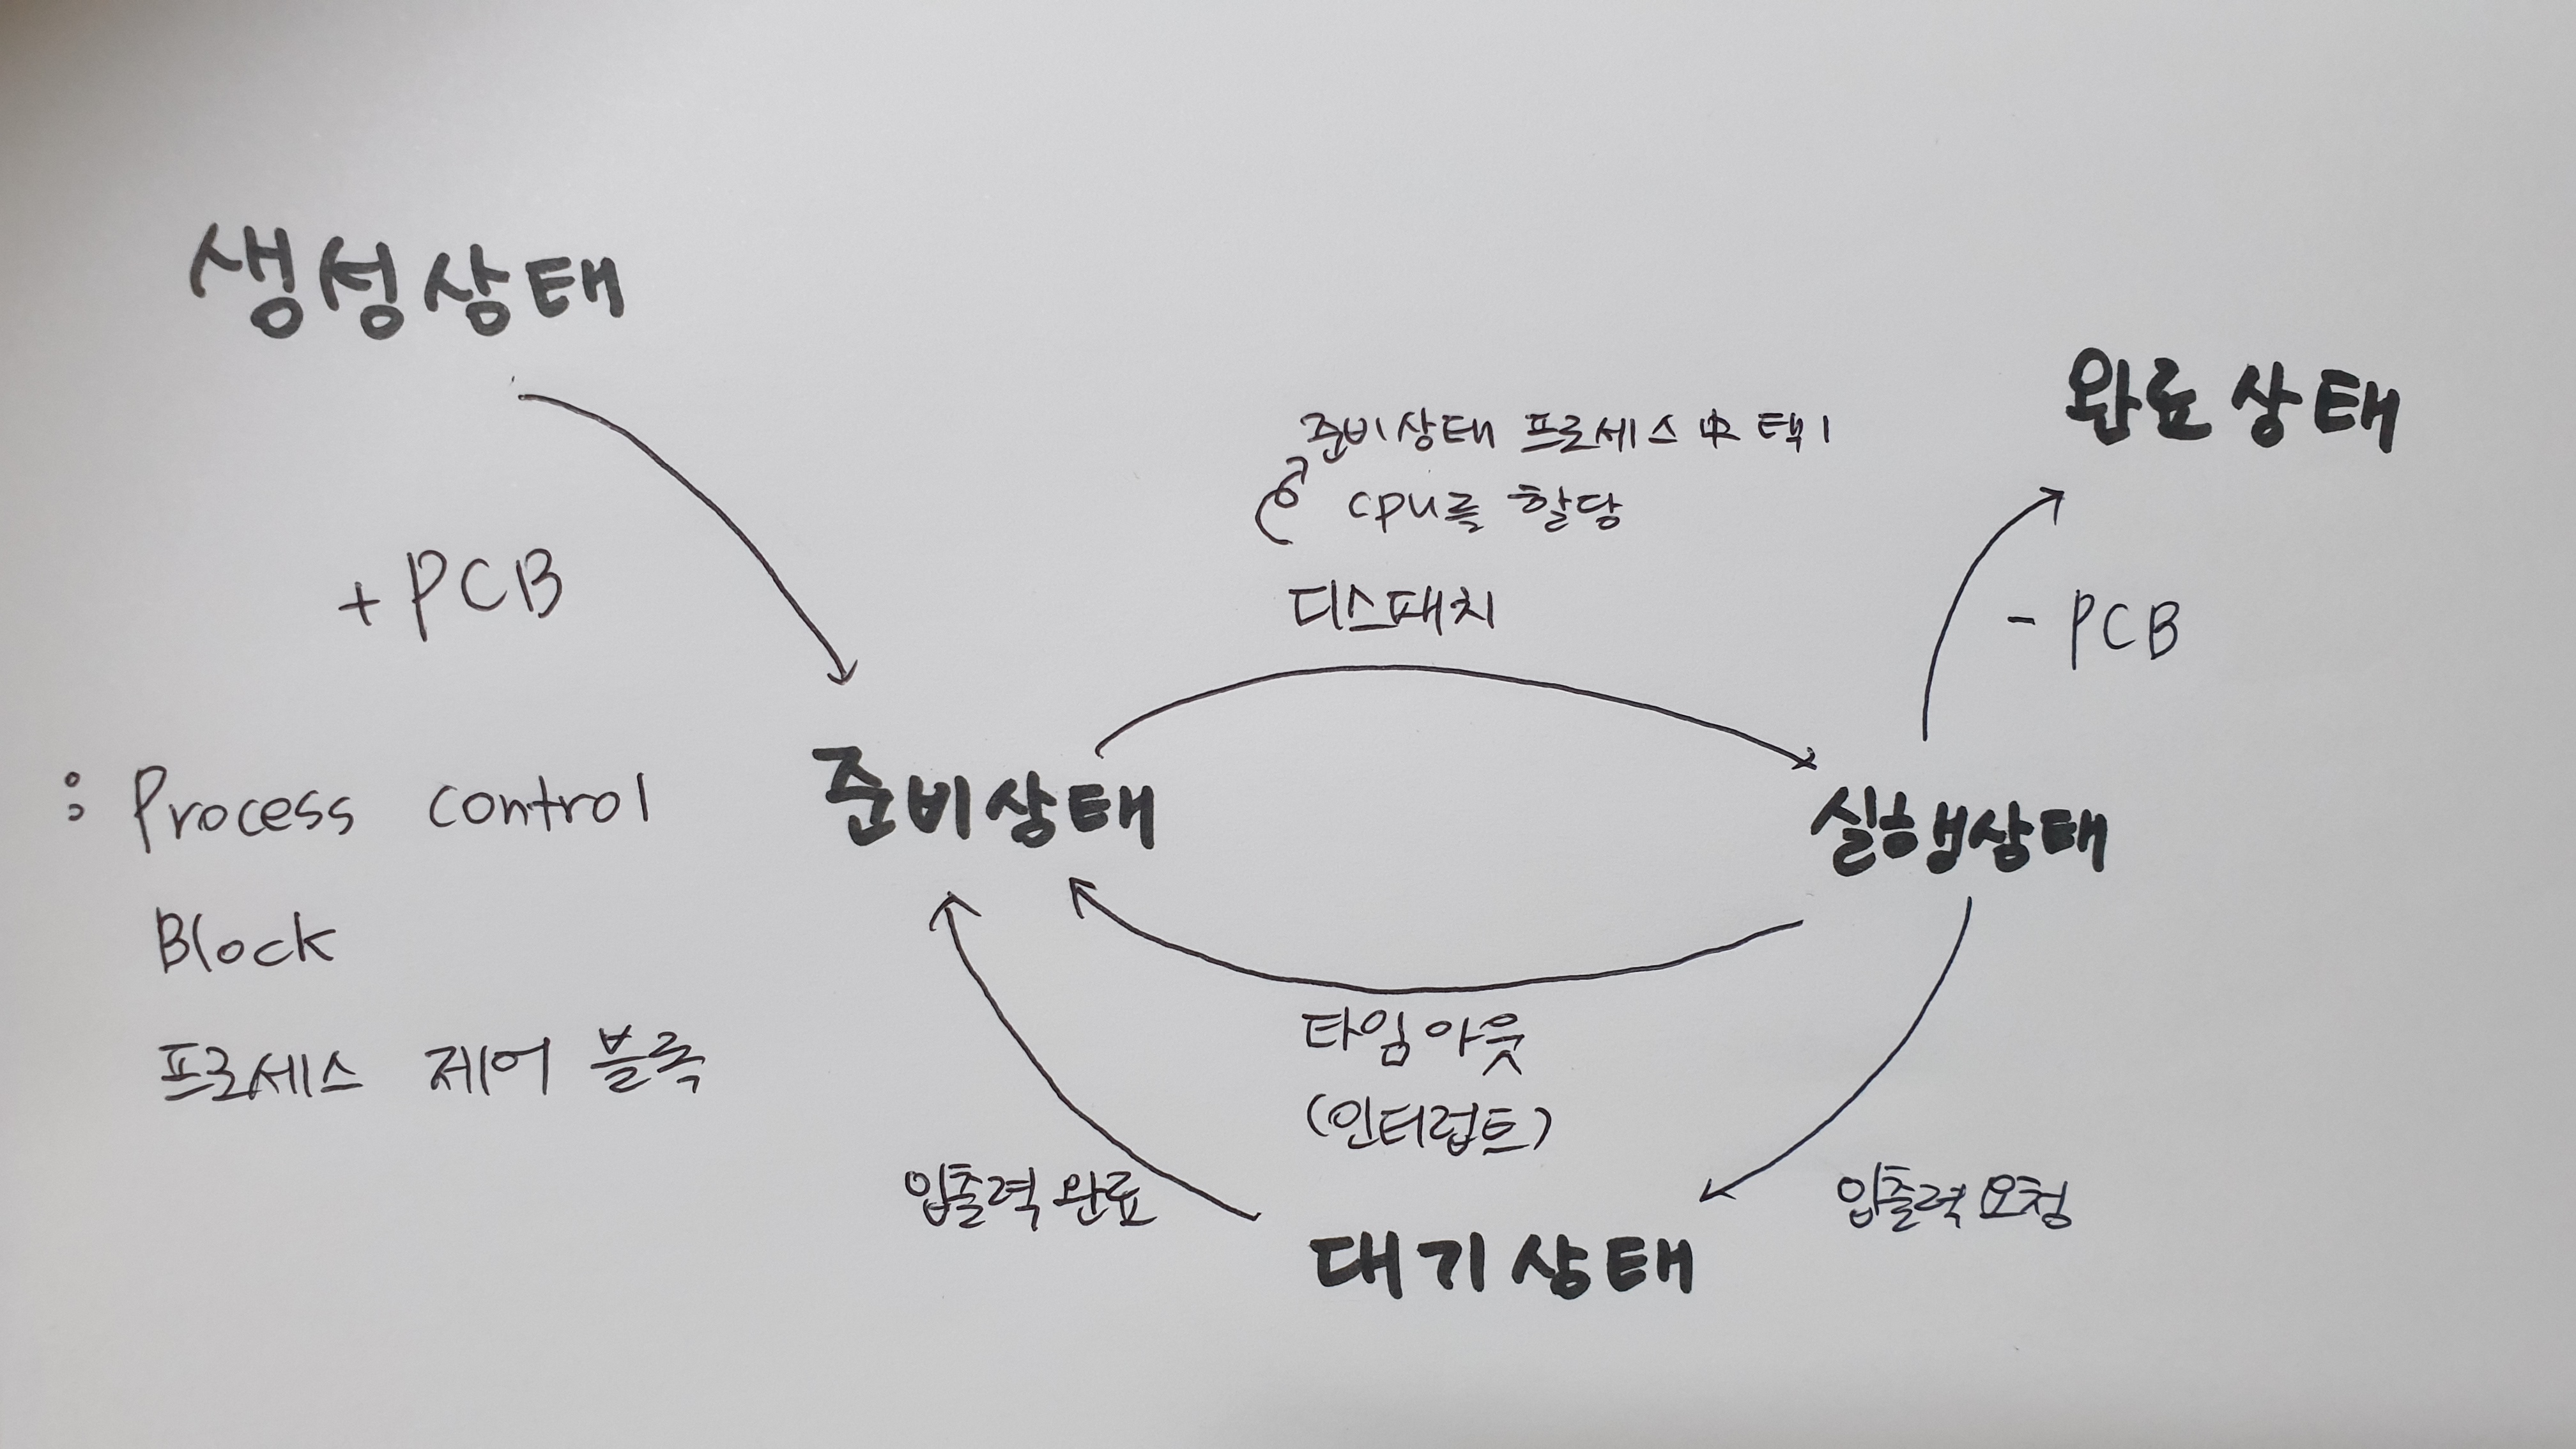 생성상태
+ PCB
: Process control
Block
프로세스 제어 블록
준비상태
준비상태 프로세스 中 택 1
cpu를 할당
디스패치
실행상태
완료상태
- PCB
타임아웃
(인터럽트)
입출력 완료
대기상태
입출력 요청